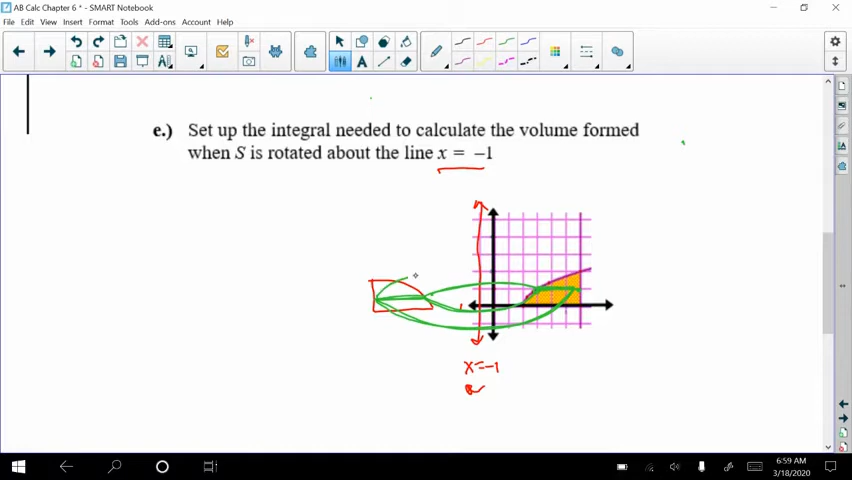 AB Calc Chapter 6 * - SMART Notebook
File Edit View Insert Format Tools Add-ons Account Help
A
e.) Set up the integral needed to calculate the volume formed
when S is rotated about the line x = −1
x=-1
6:59 AM
3/18/2020